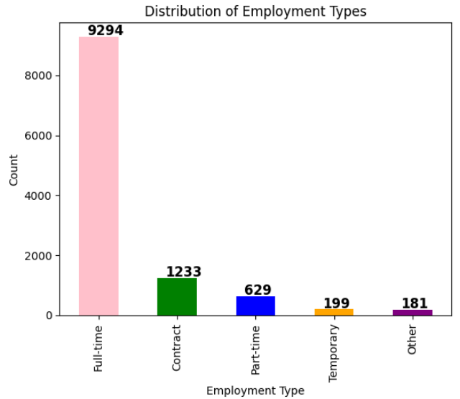 Distribution of Employment Types
9294
1233
629
199
181
8000
6000
4000
2000
0
Count
Full-time
Contract
Part-time
Temporary
Other
Employment Type